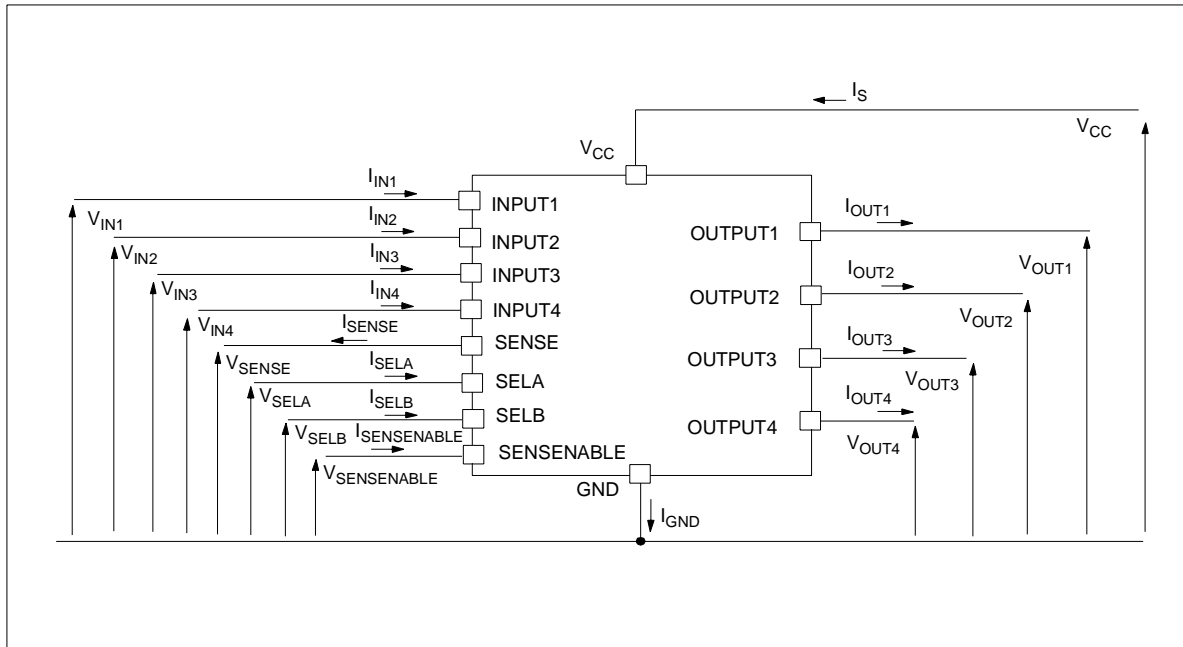 I_S
V_CC
V_CC
I_IN1
INPUT1
V_IN1
I_IN2
INPUT2
V_IN2
I_IN3
INPUT3
V_IN3
I_IN4
INPUT4
V_IN4
I_SENSE
SENSE
V_SENSE
I_SELA
SELA
V_SELA
I_SELB
SELB
V_SELB
I_SENSENABLE
SENSENABLE
V_SENSENABLE
GND
I_GND
OUTPUT1
I_OUT1
V_OUT1
OUTPUT2
I_OUT2
V_OUT2
OUTPUT3
I_OUT3
V_OUT3
OUTPUT4
I_OUT4
V_OUT4